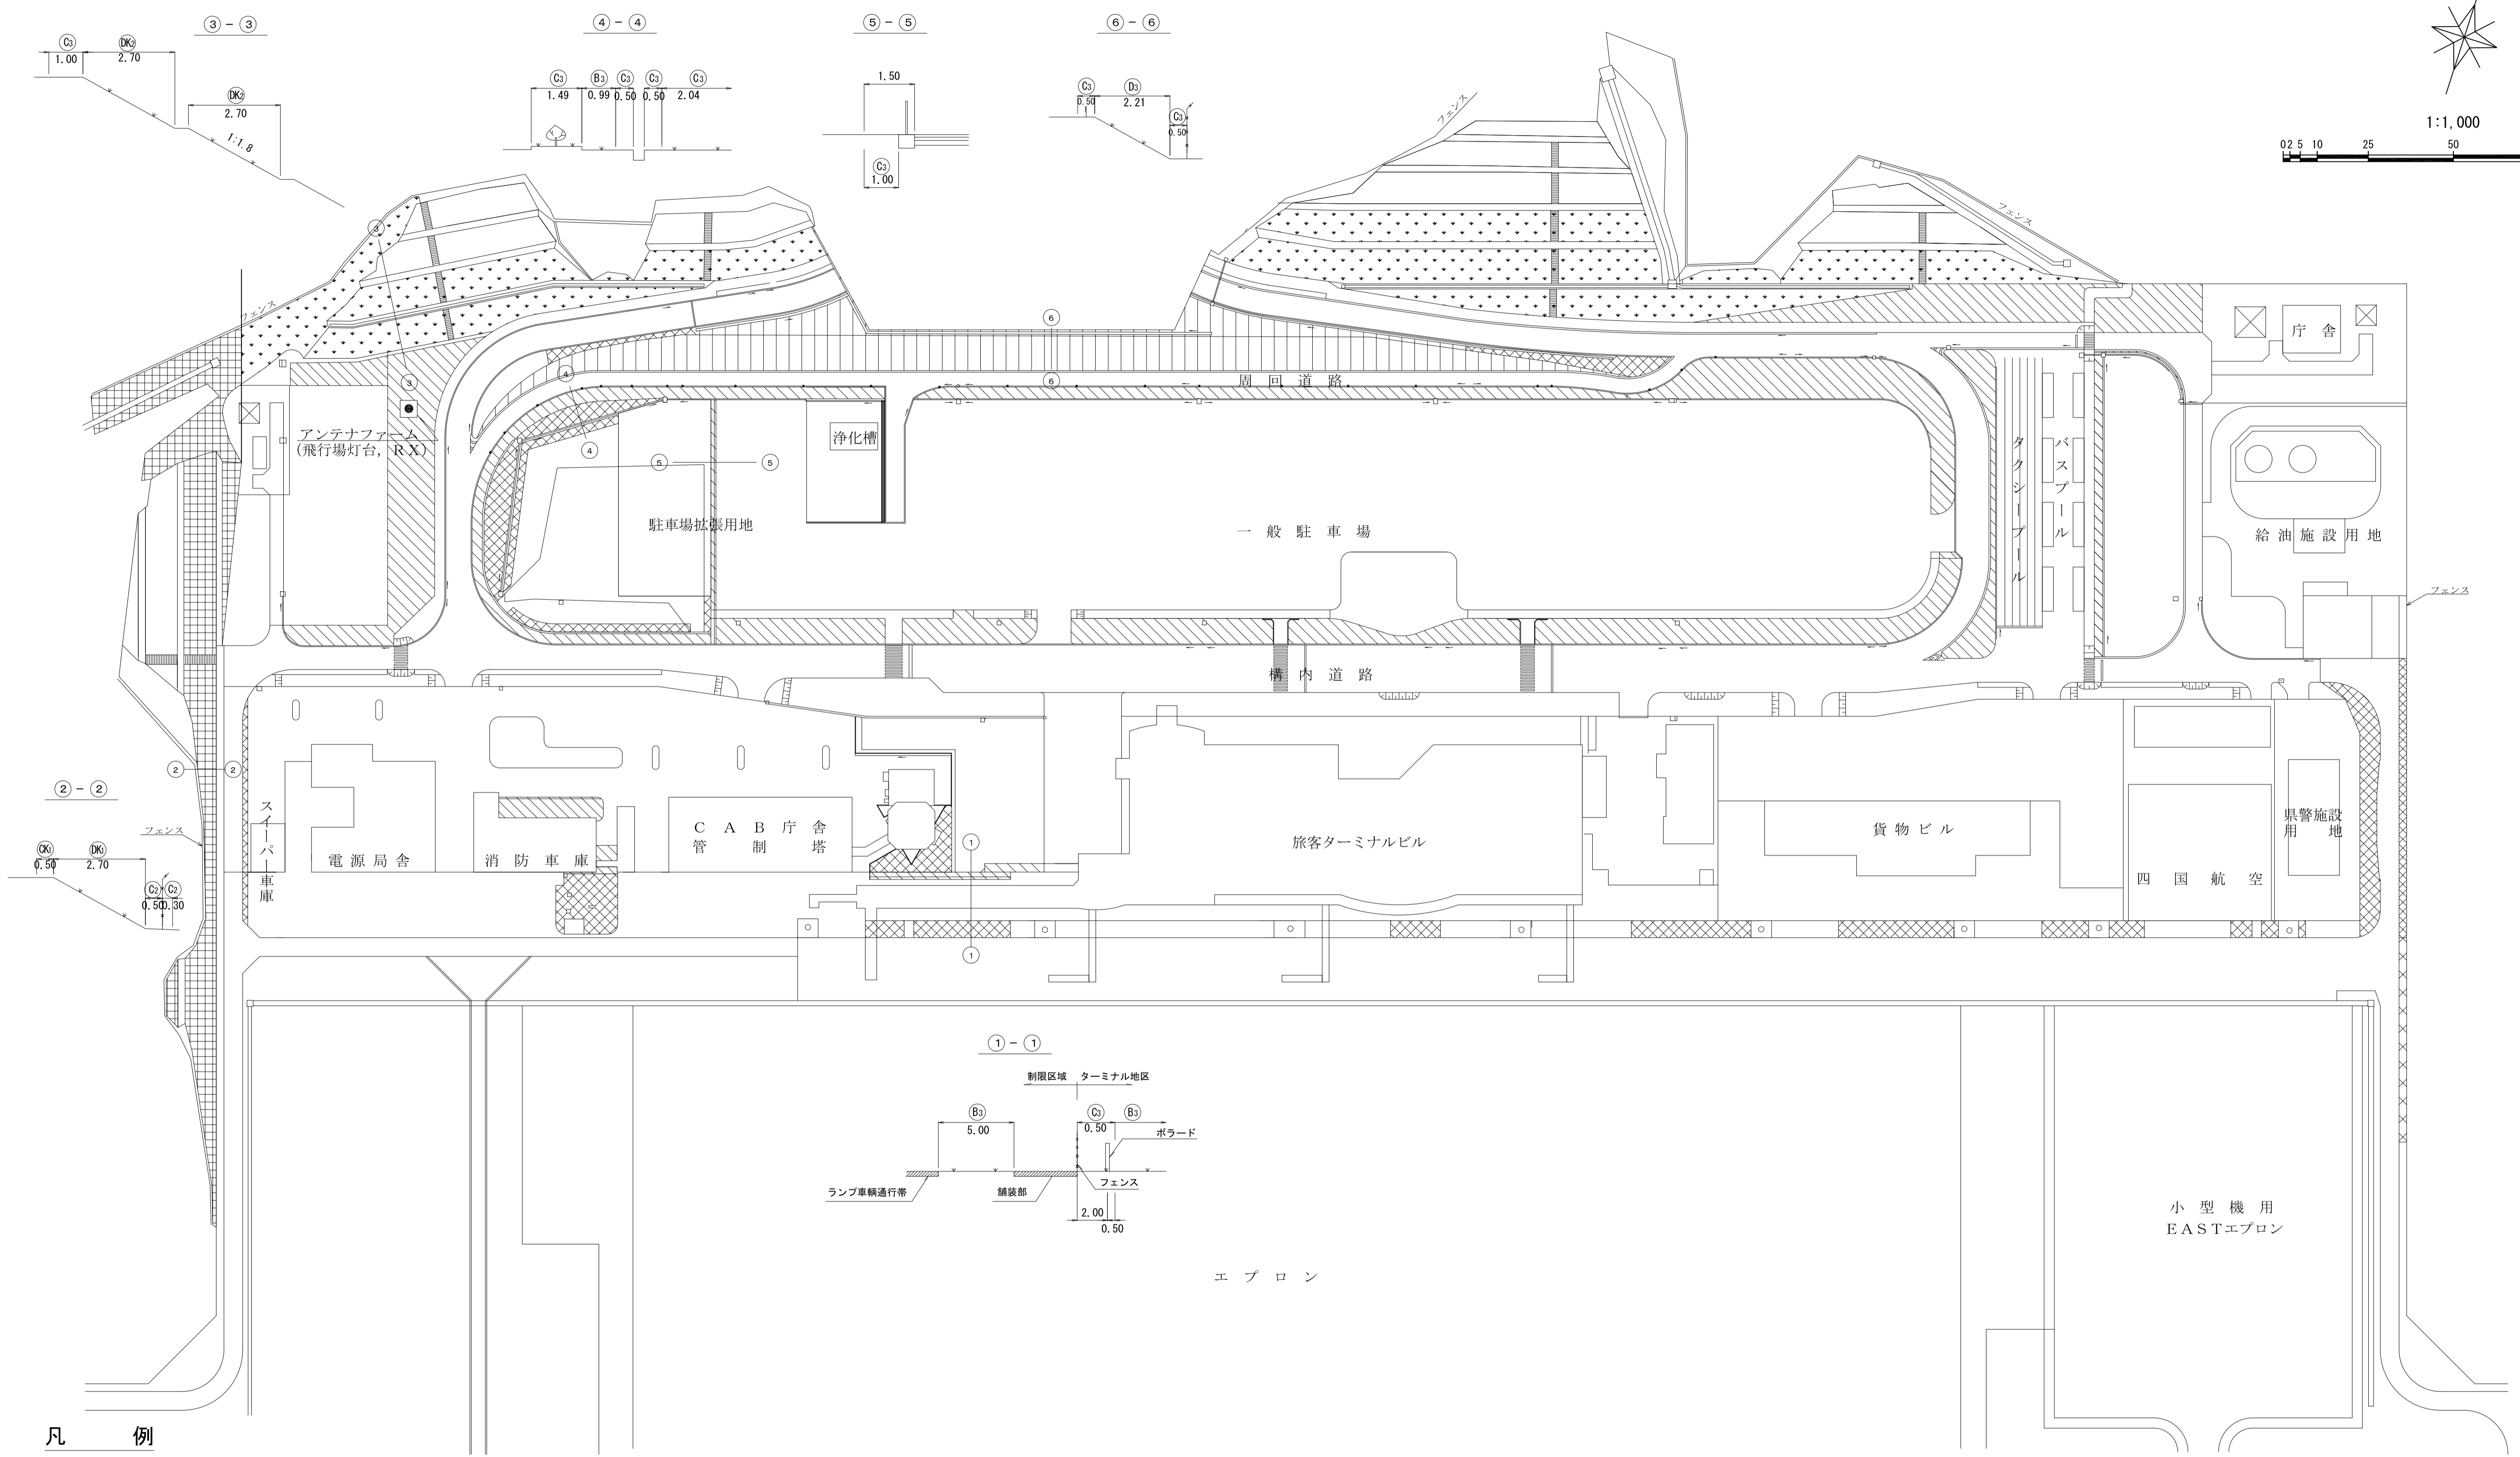 ③－③
C3
1.00
DK2
2.70
DK2
2.70
1:1.8
④－④
C3
1.49
B3
0.99
C3
0.50
C3
0.50
C3
2.04
⑤－⑤
1.50
C3
1.00
⑥－⑥
C3
0.50
D3
2.21
C3
0.50
1:1,000
0 2 5 10 25 50
フェンス
フェンス
フェンス
③
③
④
④
⑤
⑤
⑥
⑥
周回道路
アンテナファーム
(飛行場灯台，RX)
浄化槽
駐車場拡張用地
一般駐車場
タクシープール
バスプール
庁舎
給油施設用地
フェンス
構内道路
②
②
②－②
フェンス
CK1
0.50
DK1
2.70
C2
0.50
C2
0.30
スイーパー車庫
電源局舎
消防車庫
CAB庁舎
管制塔
①
①
旅客ターミナルビル
貨物ビル
四国航空
県警施設
用地
①－①
制限区域 ターミナル地区
B3
5.00
C3
0.50
B3
ボラード
ランプ車輌通行帯
舗装部
フェンス
2.00
0.50
小型機用
EASTエプロン
エプロン
凡例